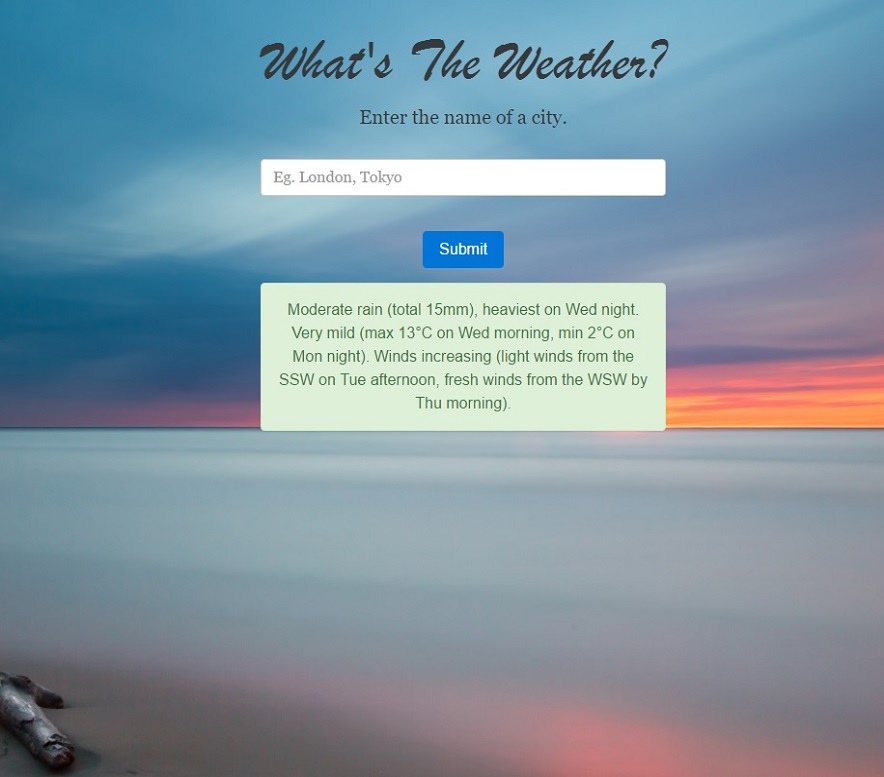 What's The Weather?
Enter the name of a city.
Eg. London, Tokyo
Submit
Moderate rain (total 15mm), heaviest on Wed night.
Very mild (max 13°C on Wed morning, min 2°C on
Mon night). Winds increasing (light winds from the
SSW on Tue afternoon, fresh winds from the WSW by
Thu morning).